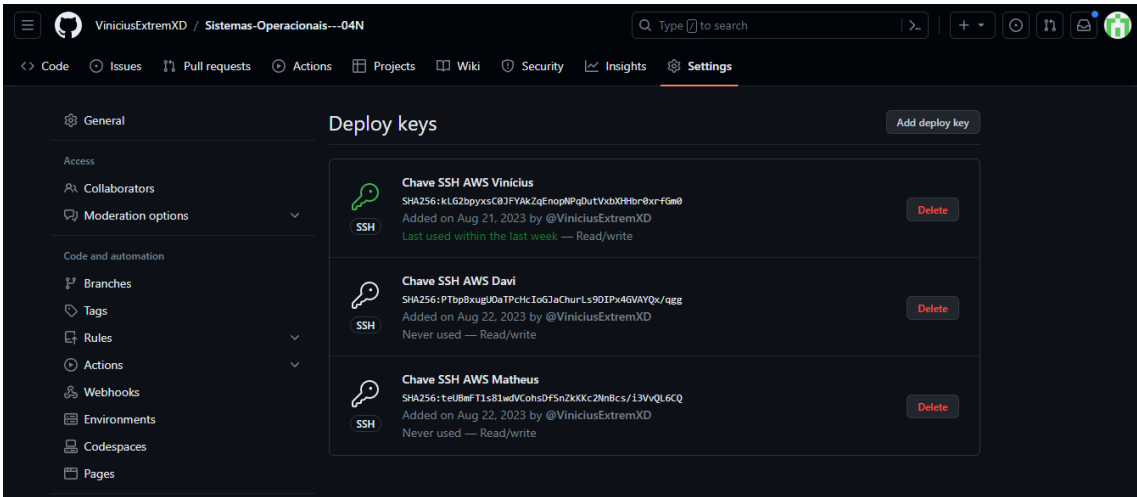 ViniciusExtremXD / Sistemas-Operacionais---04N
Type / to search
Code Issues Pull requests Actions Projects Wiki Security Insights Settings
General
Access
Collaborators
Moderation options
Code and automation
Branches
Tags
Rules
Actions
Webhooks
Environments
Codespaces
Pages
Deploy keys
Add deploy key
Chave SSH AWS Vinícius
SHA256:kLG2bpyxsC0JFYAkZqEnopNPqDutVxbXHHbr0xrfGm0
Added on Aug 21, 2023 by @ViniciusExtremXD
Last used within the last week — Read/write
SSH
Delete
Chave SSH AWS Davi
SHA256:PTbpBxugUOaTPcHcIoGJaChurLs9DIPx4GVAYQx/qgg
Added on Aug 22, 2023 by @ViniciusExtremXD
Never used — Read/write
SSH
Delete
Chave SSH AWS Matheus
SHA256:teUBmFT1s81wdVCohsDfSnZkKKc2NnBcs/i3VvQL6CQ
Added on Aug 22, 2023 by @ViniciusExtremXD
Never used — Read/write
SSH
Delete